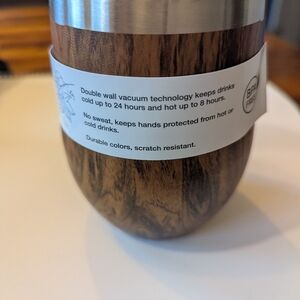 Double wall vacuum technology keeps drinks
cold up to 24 hours and hot up to 8 hours.
No sweat, keeps hands protected from hot or
cold drinks.
Durable colors, scratch resistant.